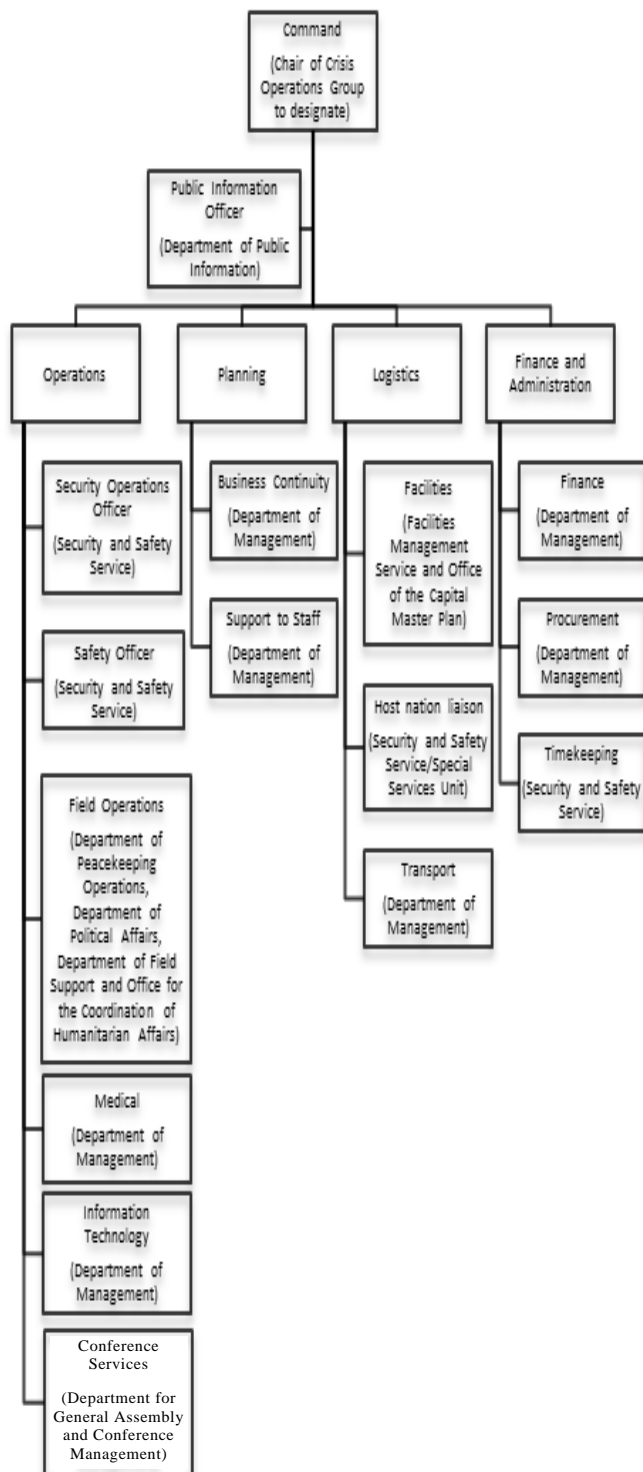 Command
(Chair of Crisis
Operations Group
to designate)
Public Information
Officer
(Department of Public
Information)
Operations
Planning
Logistics
Finance and
Administration
Security Operations
Officer
(Security and Safety
Service)
Safety Officer
(Security and Safety
Service)
Field Operations
(Department of
Peacekeeping
Operations,
Department of
Political Affairs,
Department of Field
Support and Office for
the Coordination of
Humanitarian Affairs)
Medical
(Department of
Management)
Information
Technology
(Department of
Management)
Conference
Services
(Department for
General Assembly
and Conference
Management)
Business Continuity
(Department of
Management)
Support to Staff
(Department of
Management)
Facilities
(Facilities
Management
Service and Office
of the Capital
Master Plan)
Host nation liaison
(Security and Safety
Service/Special
Services Unit)
Transport
(Department of
Management)
Finance
(Department of
Management)
Procurement
(Department of
Management)
Timekeeping
(Security and Safety
Service)